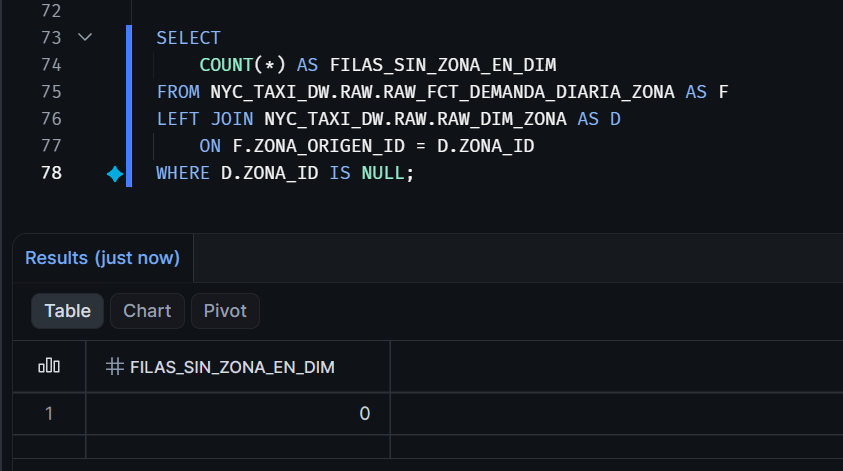 72
73 SELECT
74 COUNT(*) AS FILAS_SIN_ZONA_EN_DIM
75 FROM NYC_TAXI_DW.RAW.RAW_FCT_DEMANDA_DIARIA_ZONA AS F
76 LEFT JOIN NYC_TAXI_DW.RAW.RAW_DIM_ZONA AS D
77 ON F.ZONA_ORIGEN_ID = D.ZONA_ID
78 WHERE D.ZONA_ID IS NULL;
Results (just now)
Table Chart Pivot
# FILAS_SIN_ZONA_EN_DIM
1 0